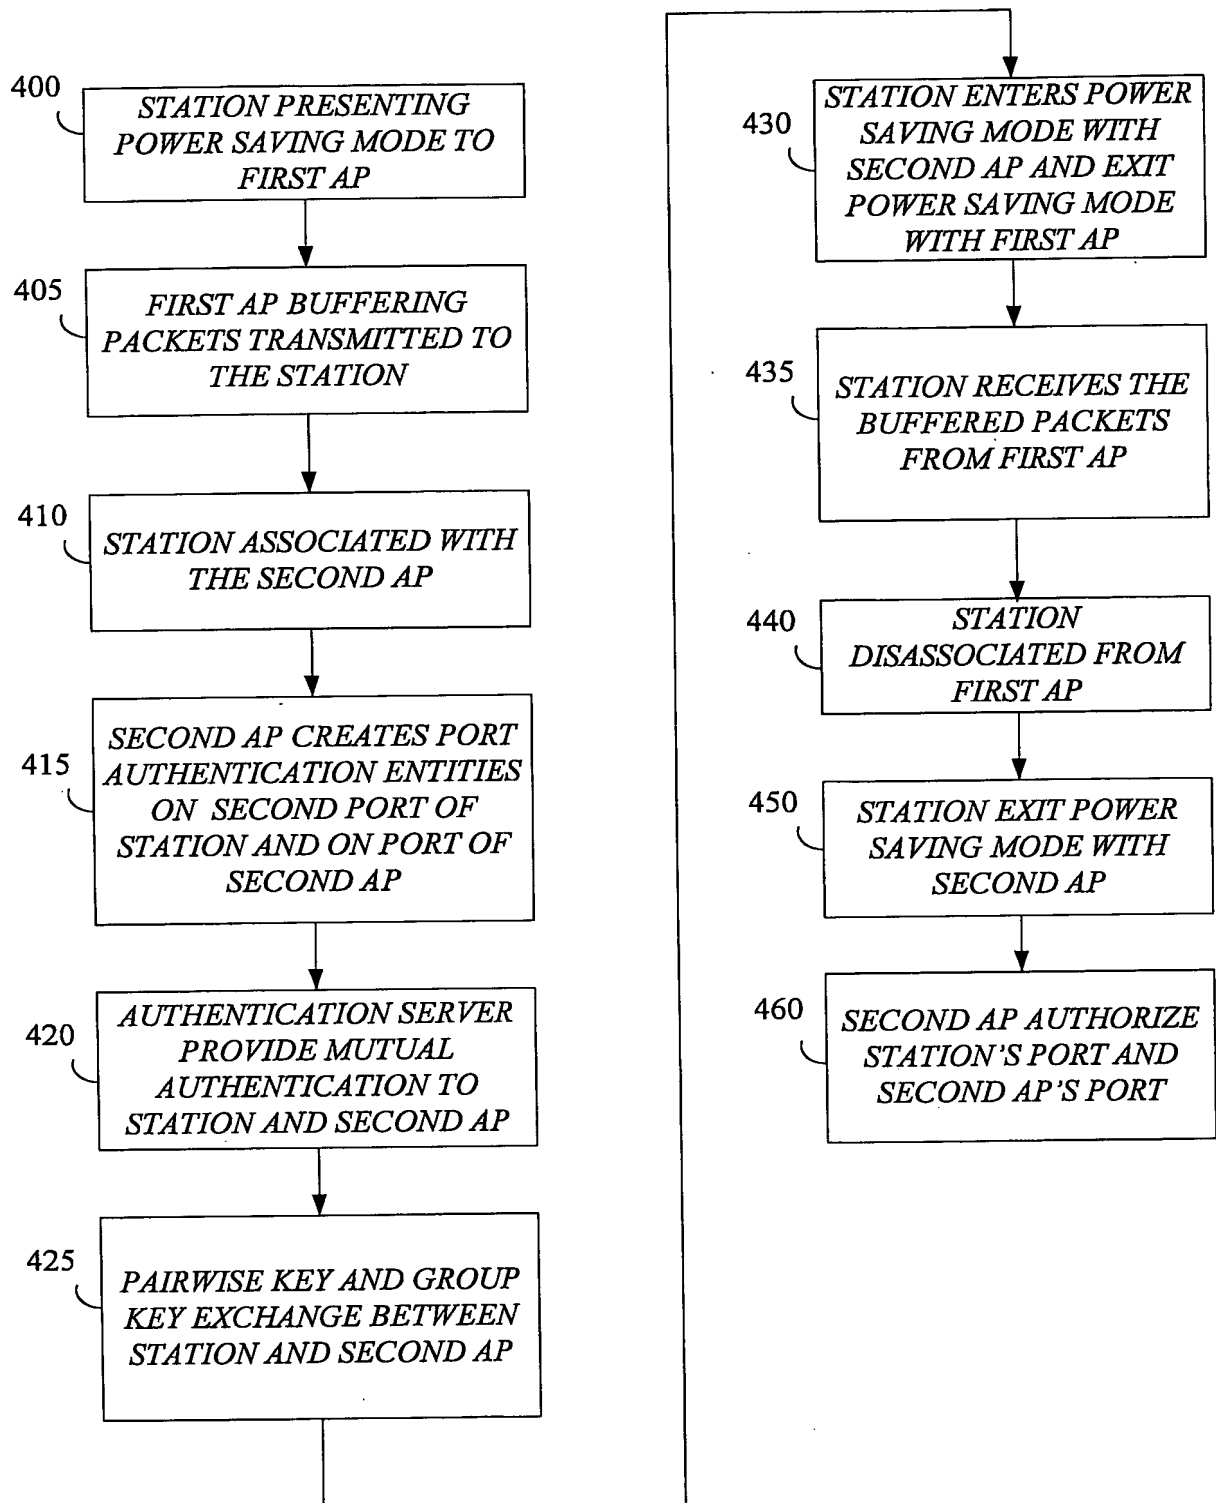 400
STATION PRESENTING
POWER SAVING MODE TO
FIRST AP
405
FIRST AP BUFFERING
PACKETS TRANSMITTED TO
THE STATION
410
STATION ASSOCIATED WITH
THE SECOND AP
415
SECOND AP CREATES PORT
AUTHENTICATION ENTITIES
ON SECOND PORT OF
STATION AND ON PORT OF
SECOND AP
420
AUTHENTICATION SERVER
PROVIDE MUTUAL
AUTHENTICATION TO
STATION AND SECOND AP
425
PAIRWISE KEY AND GROUP
KEY EXCHANGE BETWEEN
STATION AND SECOND AP
430
STATION ENTERS POWER
SAVING MODE WITH
SECOND AP AND EXIT
POWER SAVING MODE
WITH FIRST AP
435
STATION RECEIVES THE
BUFFERED PACKETS
FROM FIRST AP
440
STATION
DISASSOCIATED FROM
FIRST AP
450
STATION EXIT POWER
SAVING MODE WITH
SECOND AP
460
SECOND AP AUTHORIZE
STATION'S PORT AND
SECOND AP'S PORT